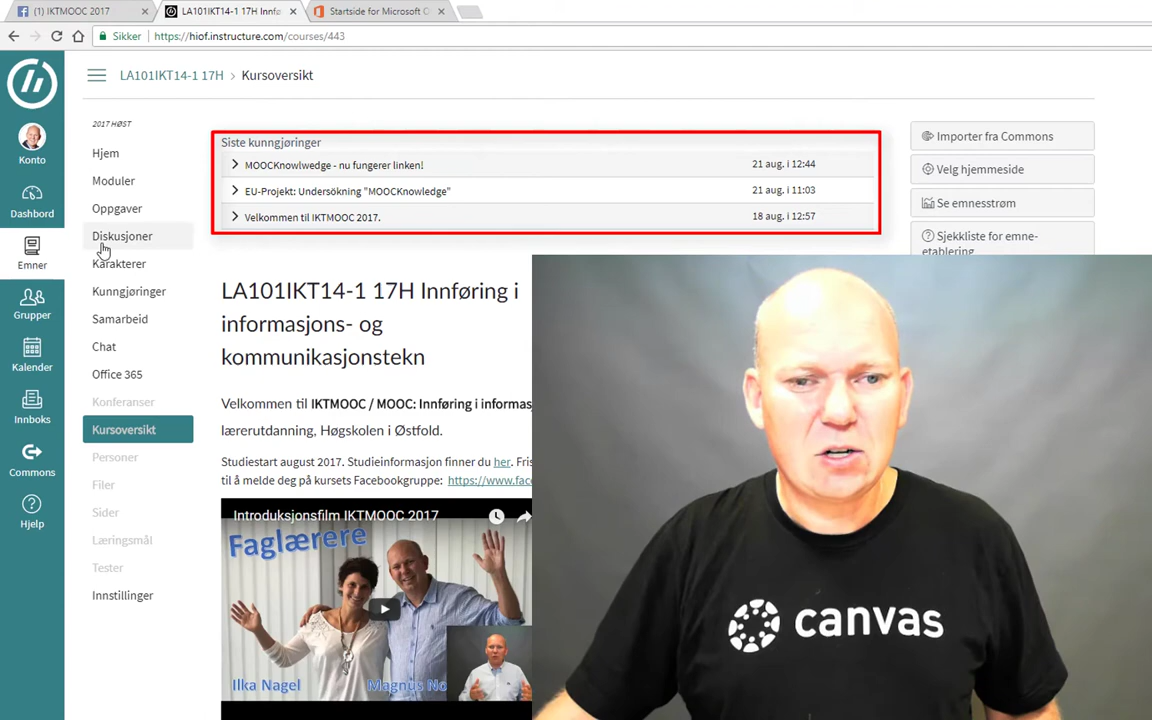 (1) IKTMOOC 2017
LA101IKT14-1 17H Innfø
Startside for Microsoft O
Sikker
https://hiof.instructure.com/courses/443
LA101IKT14-1 17H > Kursoversikt
Konto
Dashbord
Emner
Grupper
Kalender
Innboks
Commons
Hjelp
2017 HØST
Hjem
Moduler
Oppgaver
Diskusjoner
Karakterer
Kunngjøringer
Samarbeid
Chat
Office 365
Konferanser
Kursoversikt
Personer
Filer
Sider
Læringsmål
Tester
Innstillinger
Siste kunngjøringer
MOOCKnowlwedge - nu fungerer linken! 21 aug. i 12:44
EU-Projekt: Undersökning "MOOCKnowledge" 21 aug. i 11:03
Velkommen til IKTMOOC 2017. 18 aug. i 12:57
Importer fra Commons
Velg hjemmeside
Se emnesstrøm
Sjekkliste for emne-
etablering
LA101IKT14-1 17H Innføring i
informasjons- og
kommunikasjonstekn
Velkommen til IKTMOOC / MOOC: Innføring i informas
lærerutdanning, Høgskolen i Østfold.
Studiestart august 2017. Studieinformasjon finner du her. Fris
til å melde deg på kursets Facebookgruppe: https://www.face
Introduksjonsfilm IKTMOOC 2017
Faglærere
Ilka Nagel
Magnus No
canvas